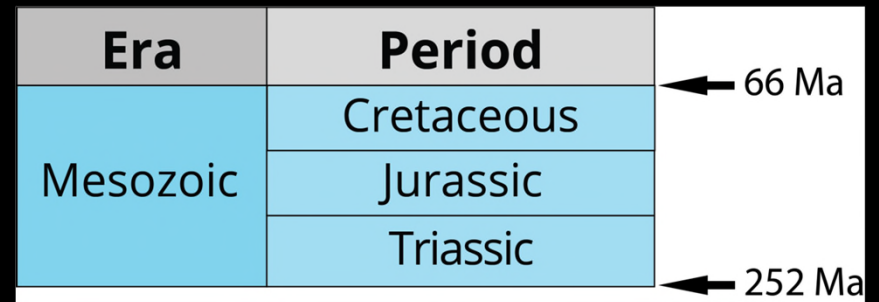 Era Period
66 Ma
Cretaceous
Mesozoic Jurassic
Triassic
252 Ma